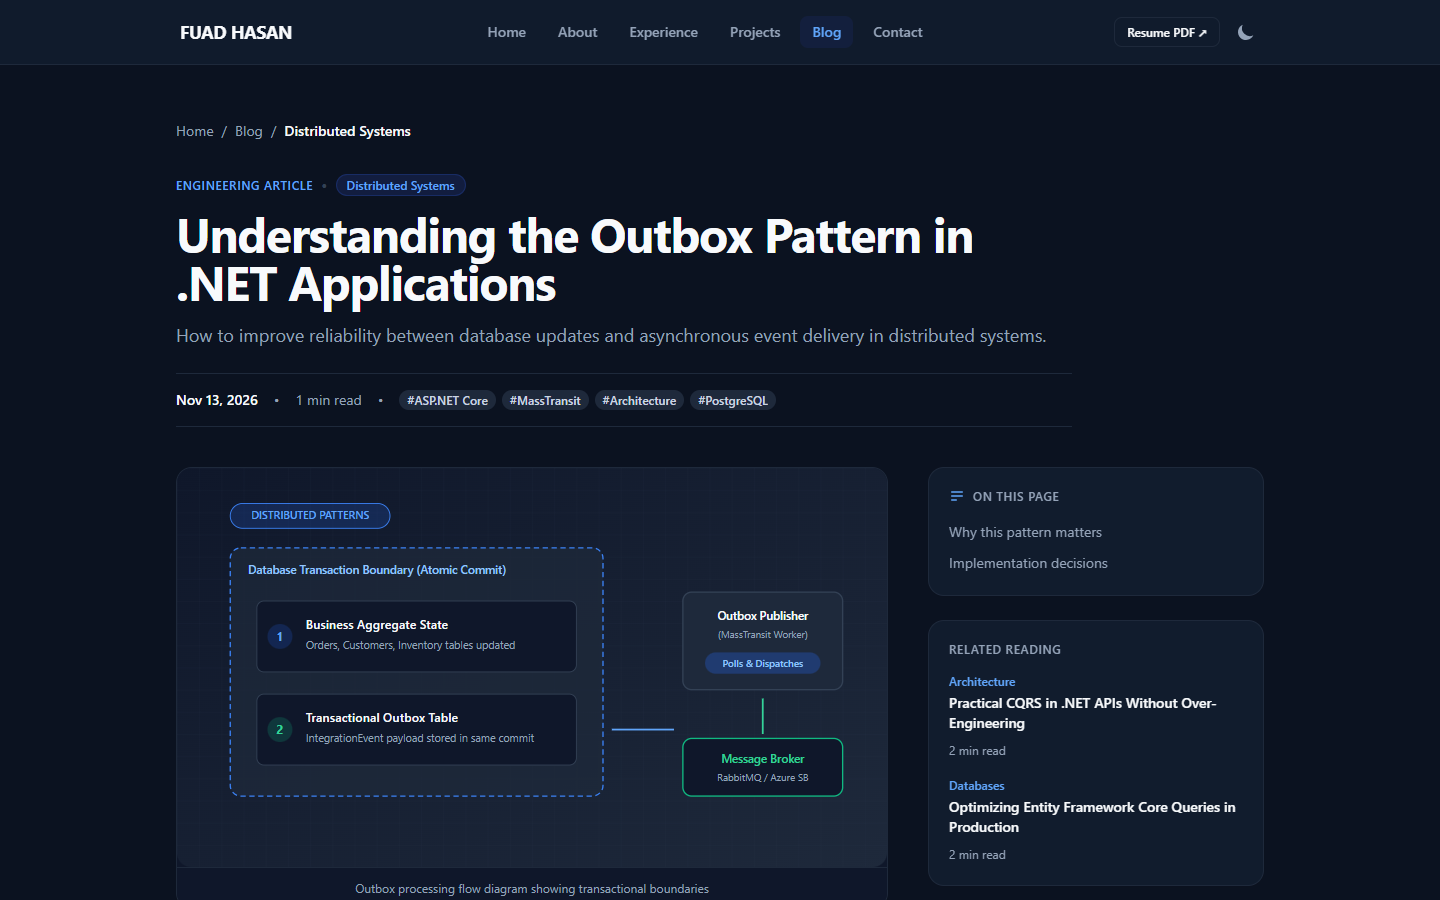 FUAD HASAN
Home
About
Experience
Projects
Blog
Contact
Resume PDF ↗
Home / Blog / Distributed Systems
ENGINEERING ARTICLE • Distributed Systems
Understanding the Outbox Pattern in
.NET Applications
How to improve reliability between database updates and asynchronous event delivery in distributed systems.
Nov 13, 2026 • 1 min read • #ASP.NET Core #MassTransit #Architecture #PostgreSQL
DISTRIBUTED PATTERNS
Database Transaction Boundary (Atomic Commit)
1
Business Aggregate State
Orders, Customers, Inventory tables updated
2
Transactional Outbox Table
IntegrationEvent payload stored in same commit
Outbox Publisher
(MassTransit Worker)
Polls & Dispatches
Message Broker
RabbitMQ / Azure SB
Outbox processing flow diagram showing transactional boundaries
ON THIS PAGE
Why this pattern matters
Implementation decisions
RELATED READING
Architecture
Practical CQRS in .NET APIs Without Over-
Engineering
2 min read
Databases
Optimizing Entity Framework Core Queries in
Production
2 min read